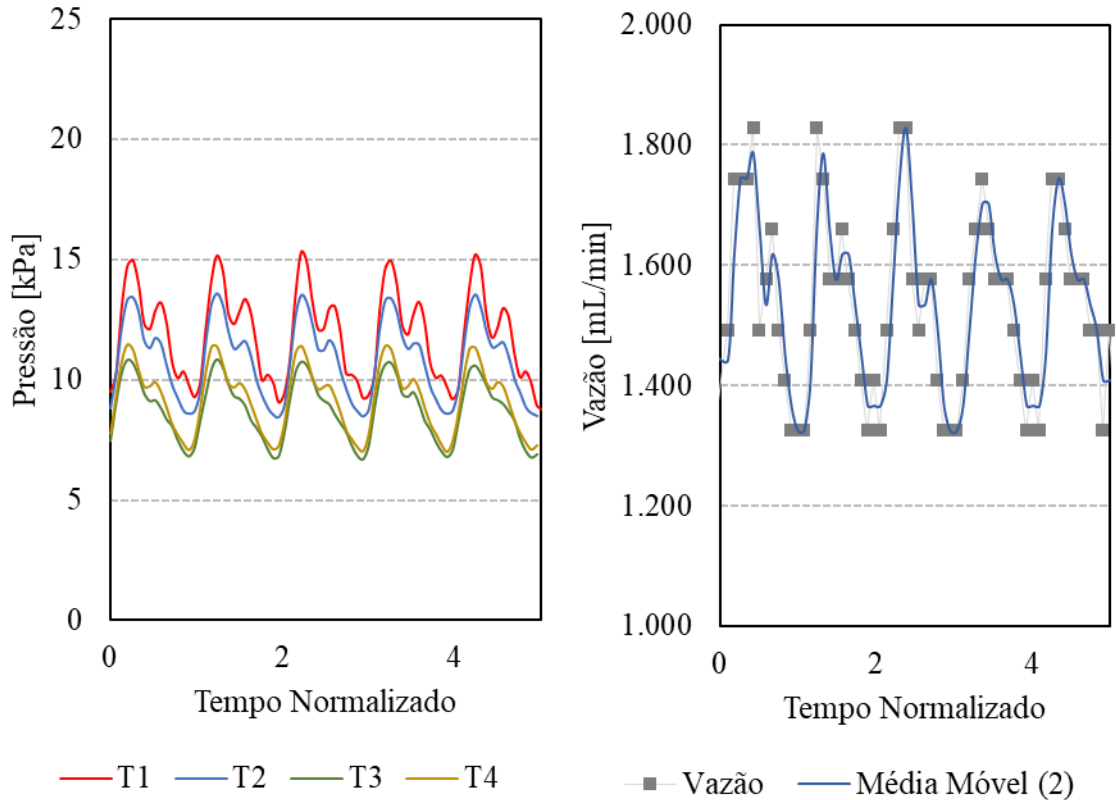 25
20
15
10
5
0
Pressão [kPa]
0 2 4
Tempo Normalizado
T1 T2 T3 T4
2.000
1.800
1.600
1.400
1.200
1.000
Vazão [mL/min]
0 2 4
Tempo Normalizado
Vazão Média Móvel (2)